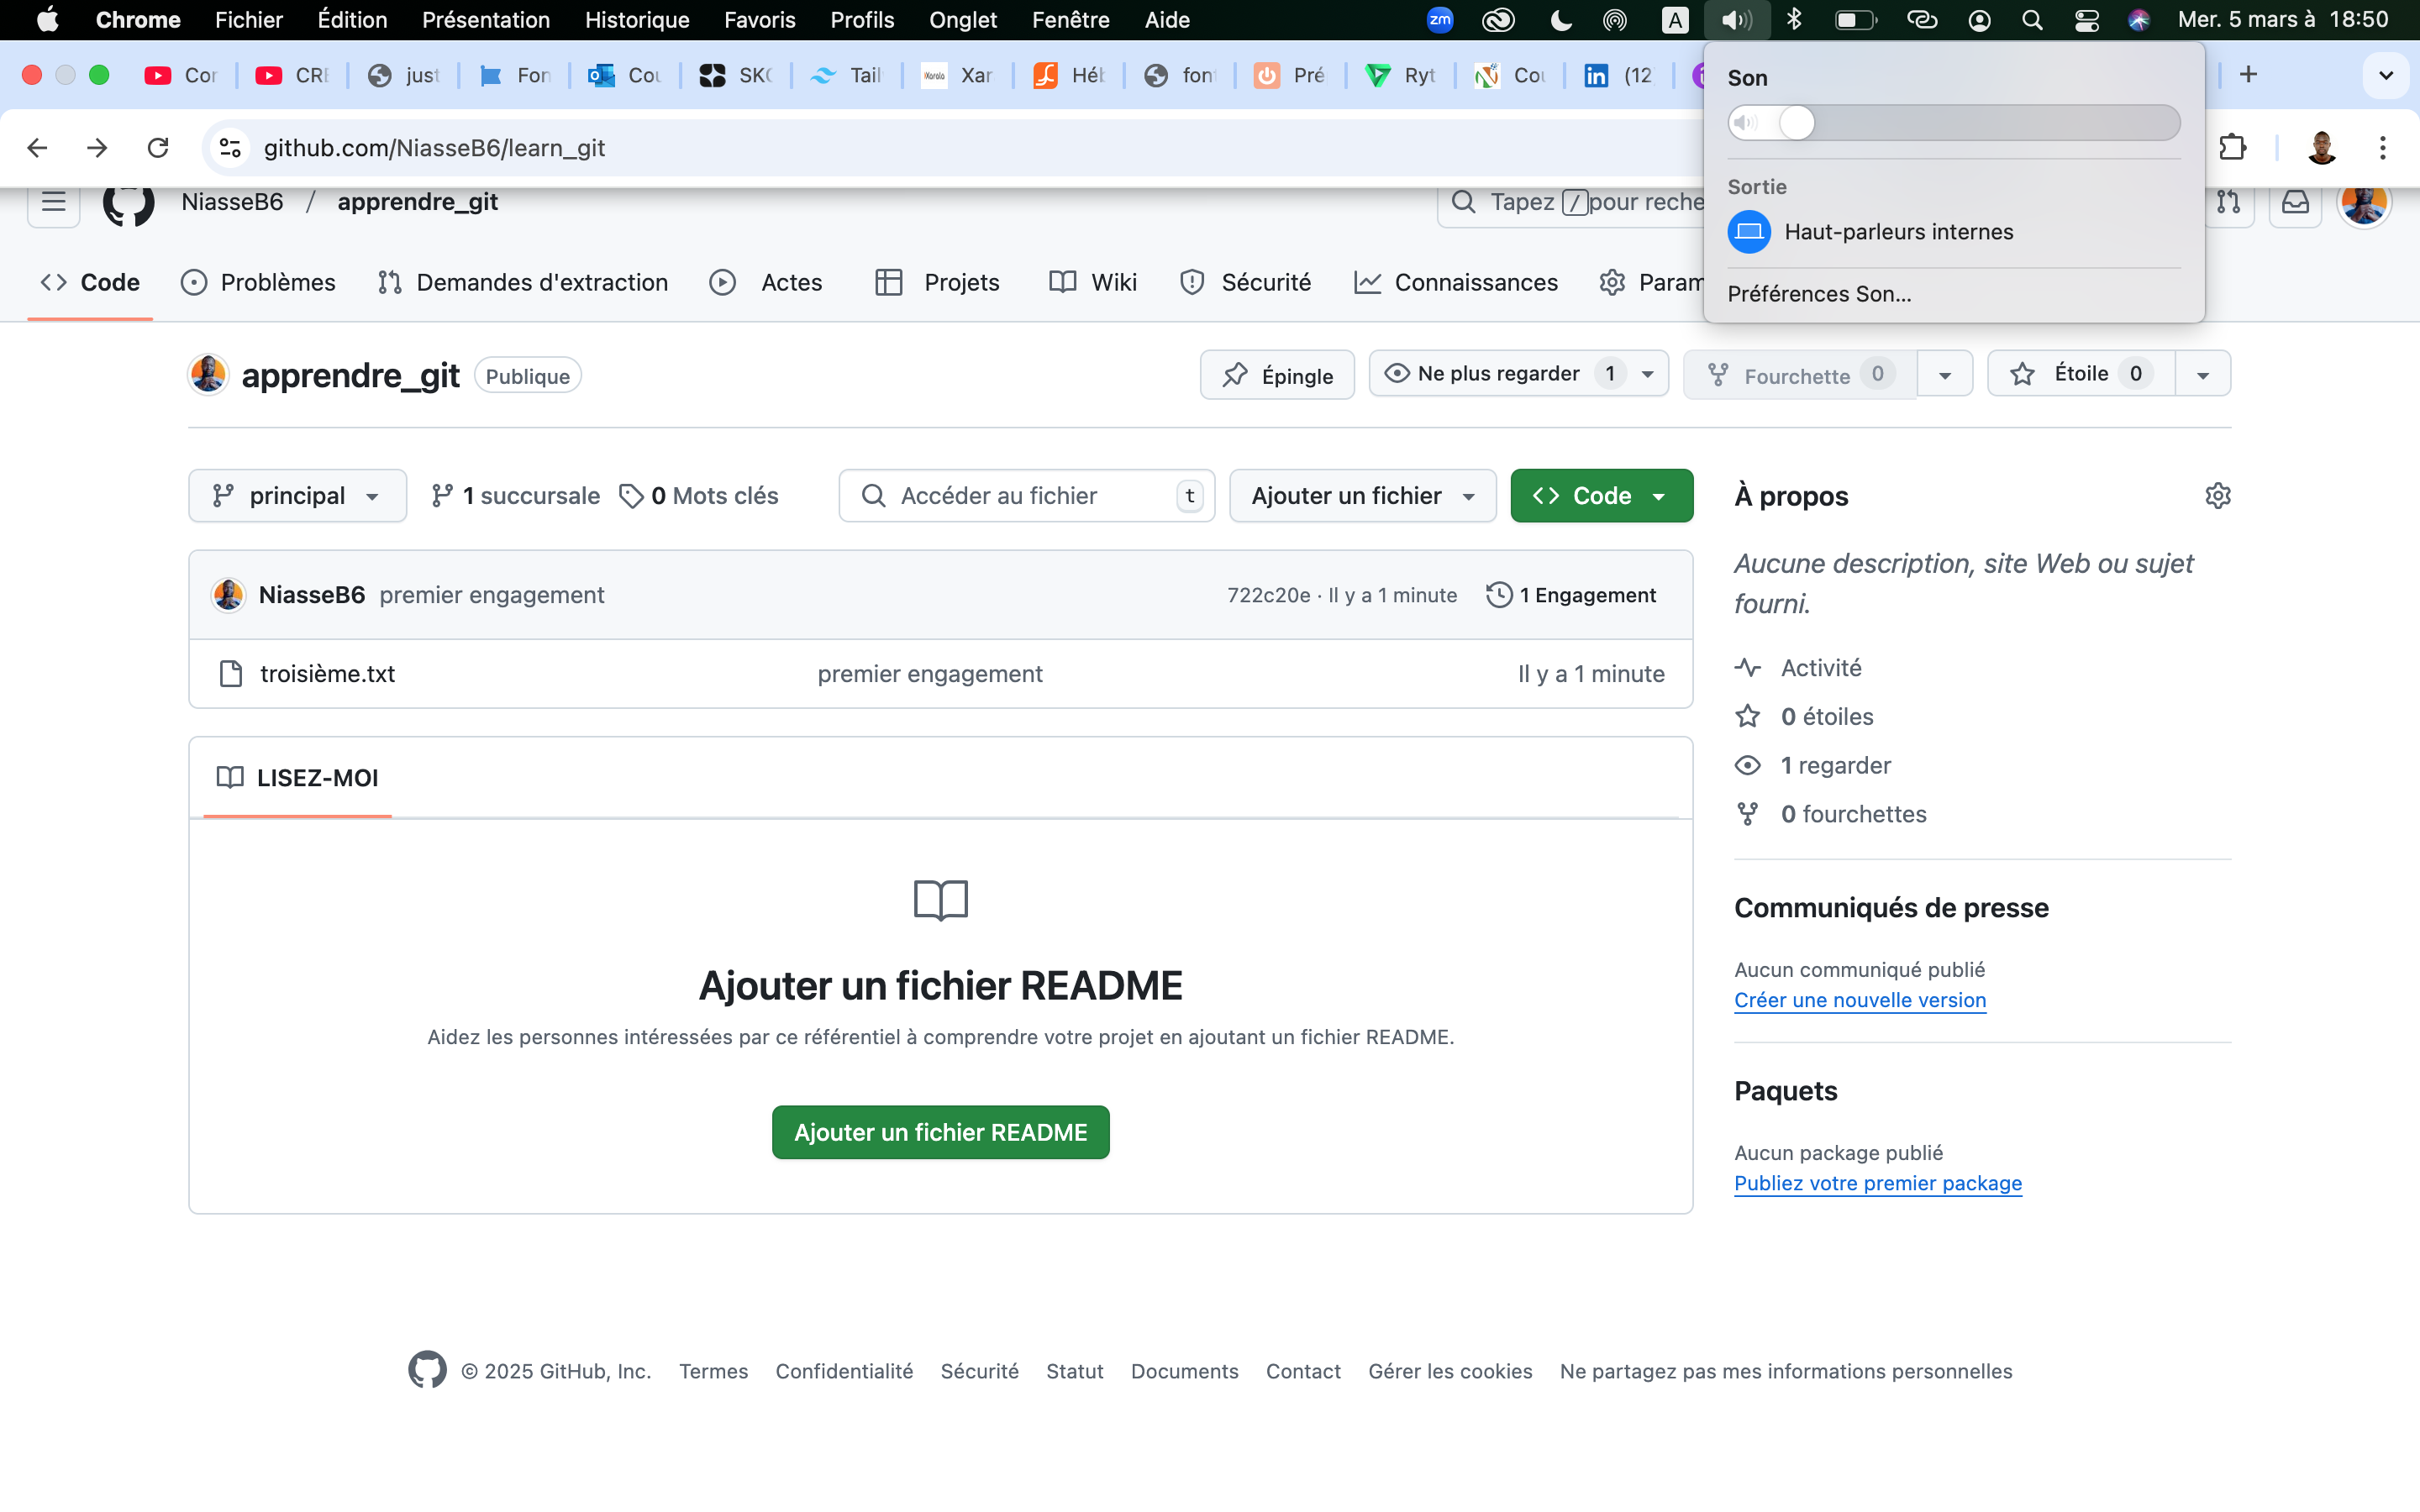 Chrome Fichier Édition Présentation Historique Favoris Profils Onglet Fenêtre Aide zm A Mer. 5 mars à 18:50
Cor CRE just Fon Cou SKC Tail Xarala Xar Héb font Pré Ryt Cou in (12
Son
github.com/NiasseB6/learn_git
Sortie
NiasseB6 / apprendre_git Tapez / pour reche
Haut-parleurs internes
Code Problèmes Demandes d'extraction Actes Projets Wiki Sécurité Connaissances Param
Préférences Son...
apprendre_git Publique Épingle Ne plus regarder 1 Fourchette 0 Étoile 0
principal 1 succursale 0 Mots clés Accéder au fichier t Ajouter un fichier Code À propos
Aucune description, site Web ou sujet
fourni.
NiasseB6 premier engagement 722c20e · Il y a 1 minute 1 Engagement
troisième.txt premier engagement Il y a 1 minute
Activité
0 étoiles
1 regarder
0 fourchettes
LISEZ-MOI
Communiqués de presse
Aucun communiqué publié
Créer une nouvelle version
Ajouter un fichier README
Aidez les personnes intéressées par ce référentiel à comprendre votre projet en ajoutant un fichier README.
Ajouter un fichier README
Paquets
Aucun package publié
Publiez votre premier package
© 2025 GitHub, Inc. Termes Confidentialité Sécurité Statut Documents Contact Gérer les cookies Ne partagez pas mes informations personnelles